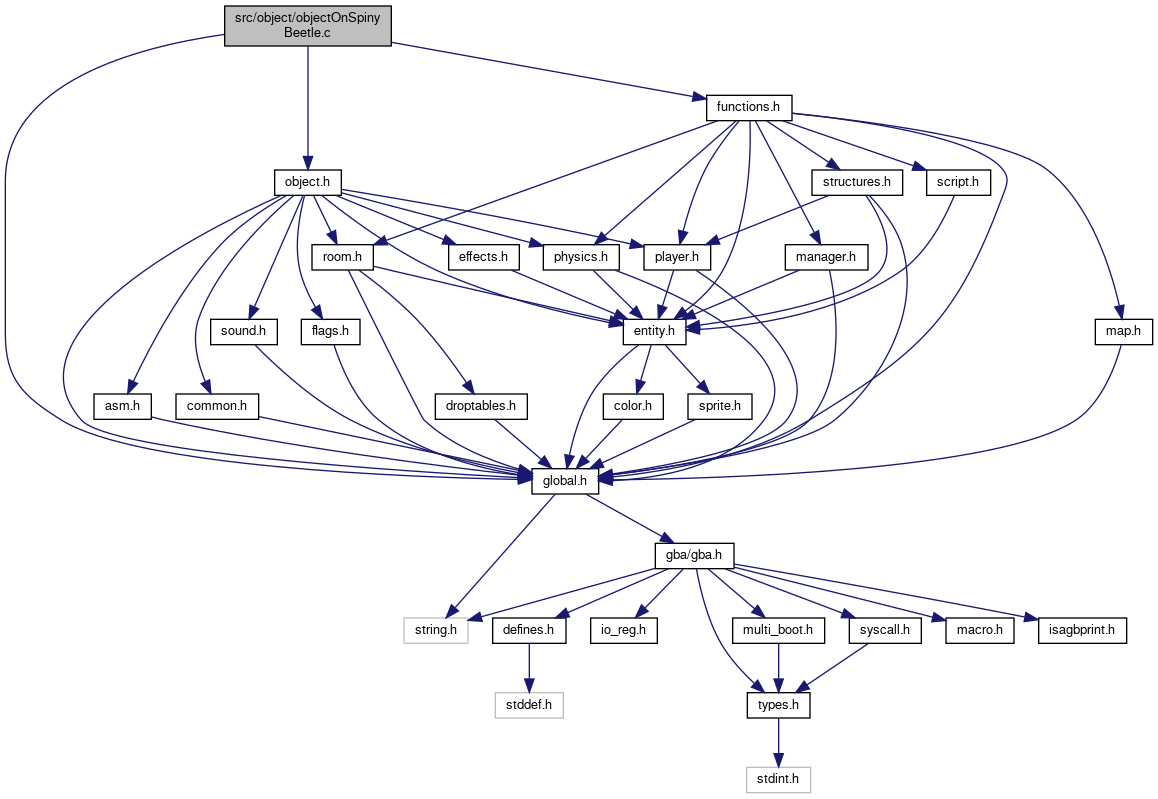 src/object/objectOnSpiny
Beetle.c
functions.h
object.h
structures.h
script.h
room.h
effects.h
physics.h
player.h
manager.h
sound.h
flags.h
entity.h
map.h
asm.h
common.h
droptables.h
color.h
sprite.h
global.h
gba/gba.h
string.h
defines.h
io_reg.h
multi_boot.h
syscall.h
macro.h
isagbprint.h
stddef.h
types.h
stdint.h